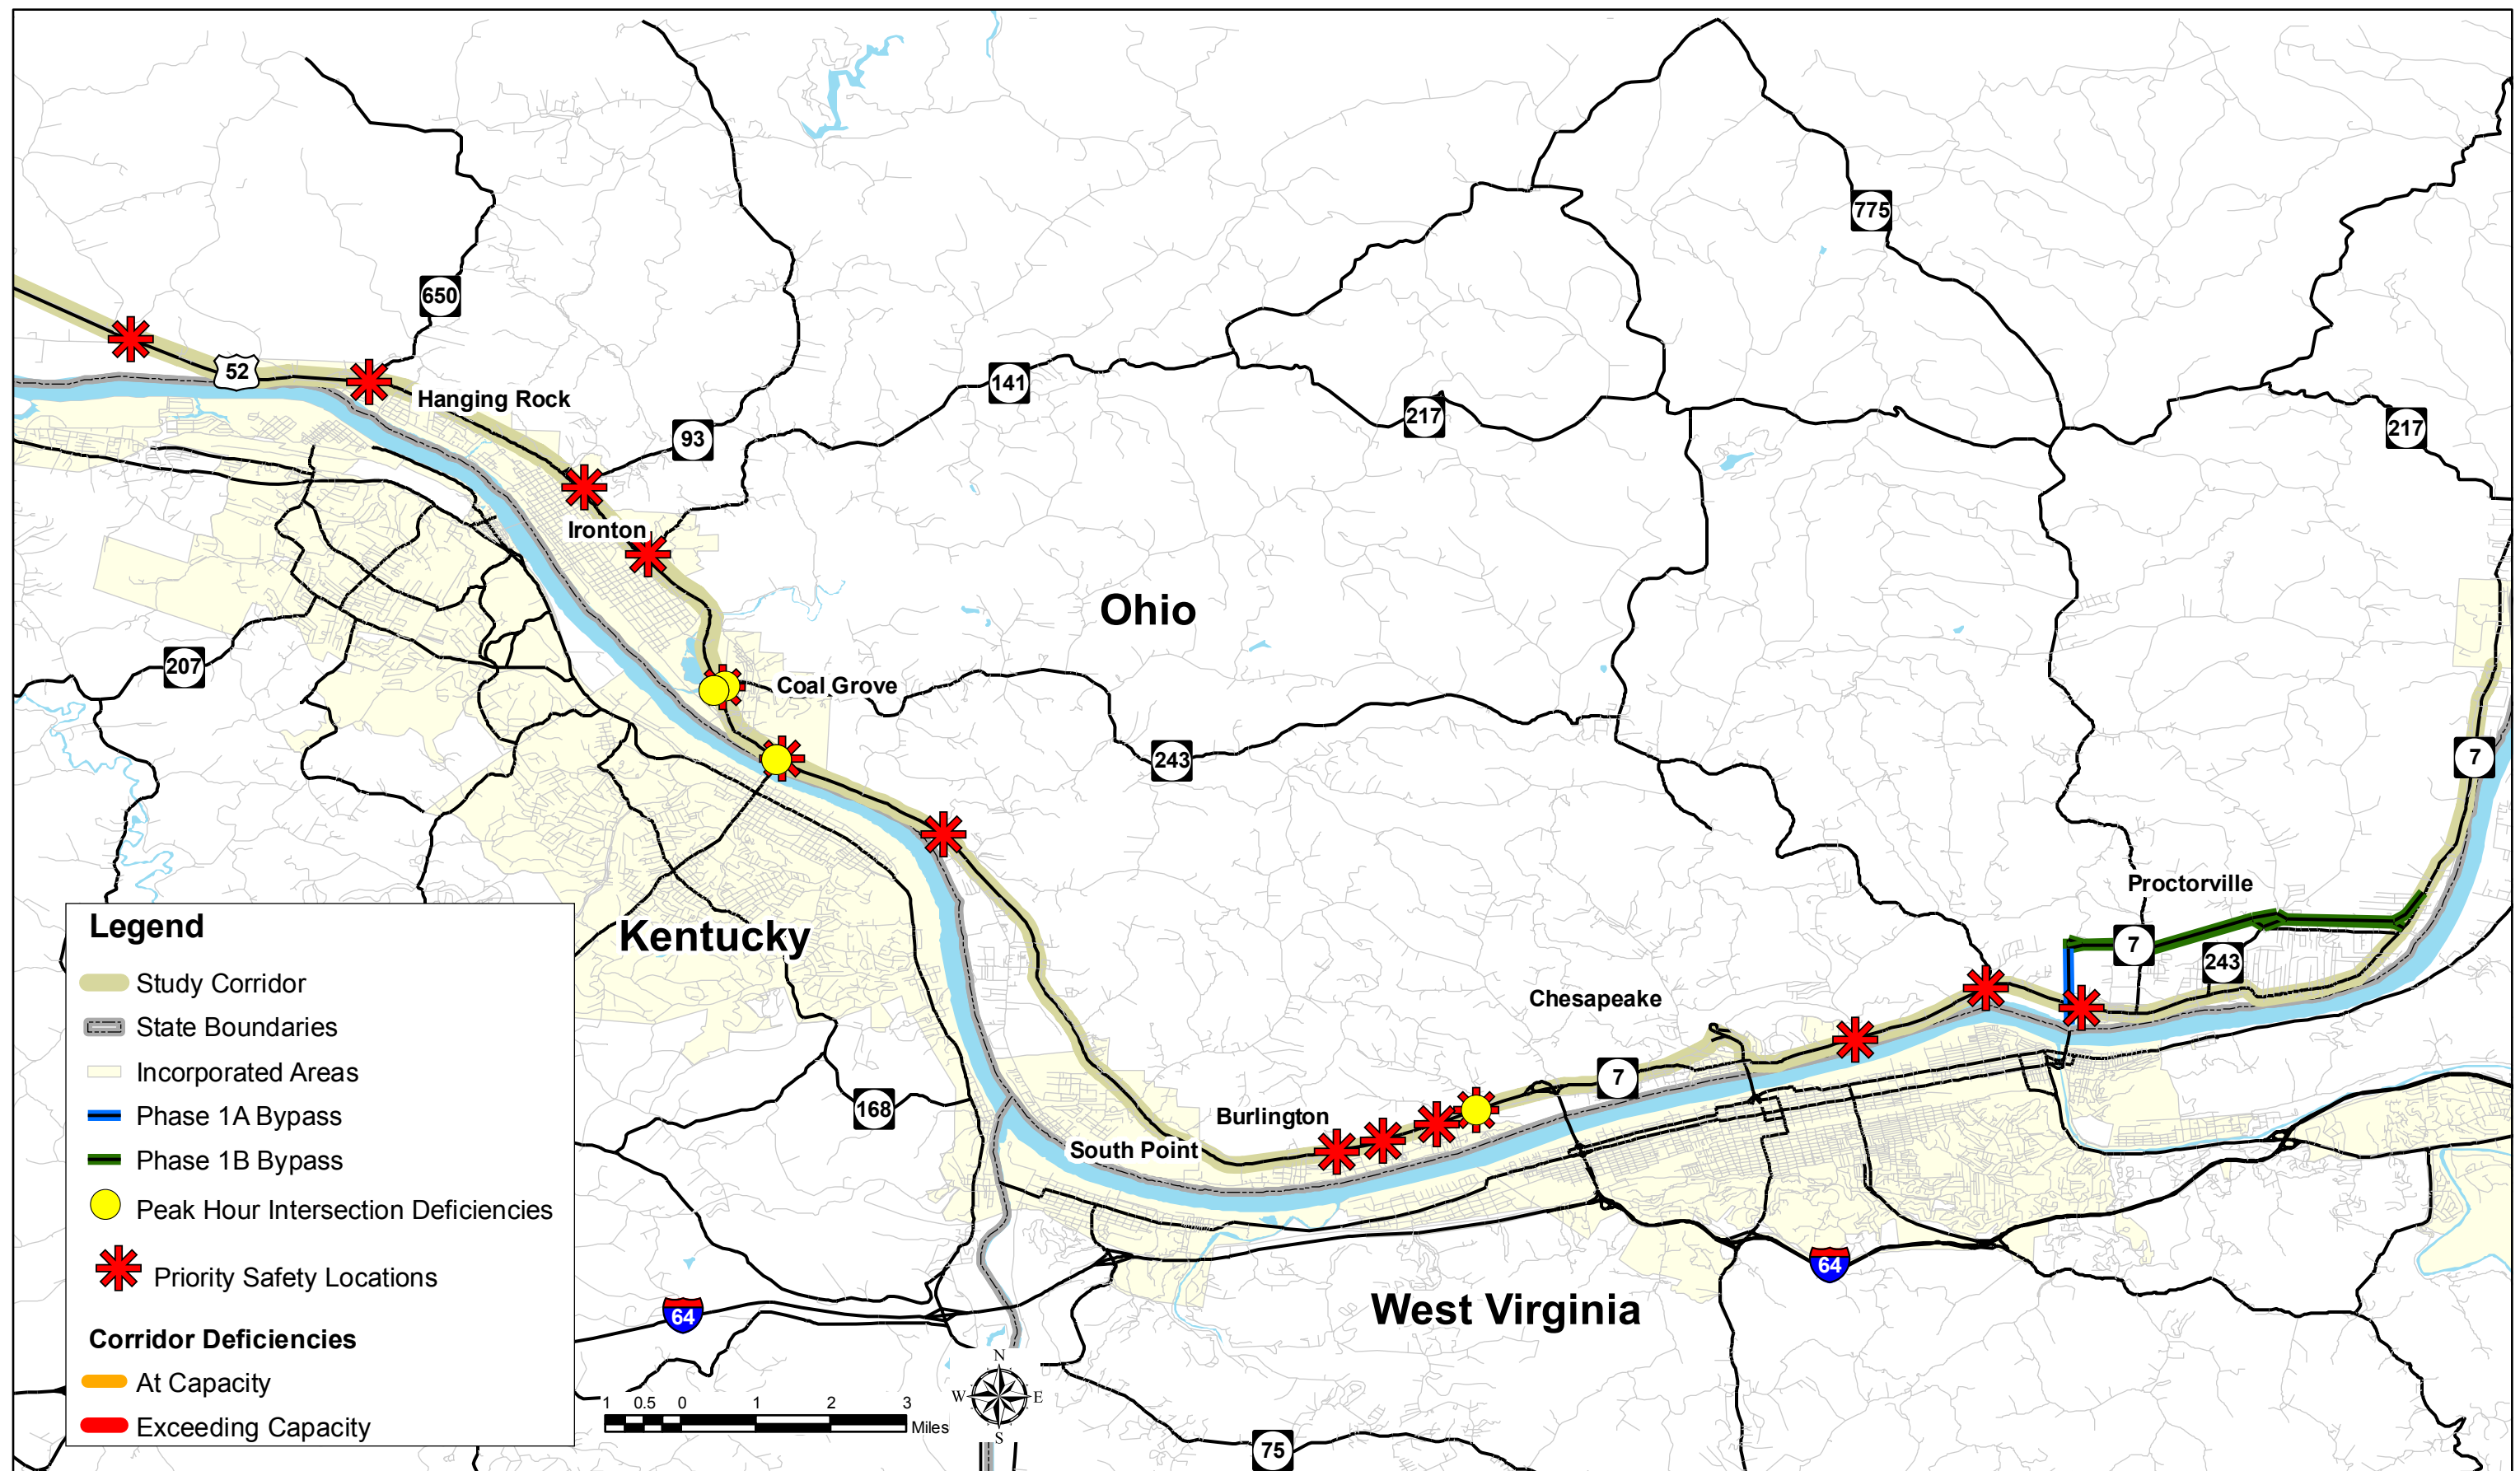 775
650
52
Hanging Rock
141
217
217
93
Ironton
Ohio
207
Coal Grove
243
7
Proctorville
Kentucky
7
243
Chesapeake
7
168
Burlington
South Point
64
West Virginia
64
75
Legend
Study Corridor
State Boundaries
Incorporated Areas
Phase 1A Bypass
Phase 1B Bypass
Peak Hour Intersection Deficiencies
Priority Safety Locations
Corridor Deficiencies
At Capacity
Exceeding Capacity
1 0.5 0 1 2 3
Miles
N
W E
S